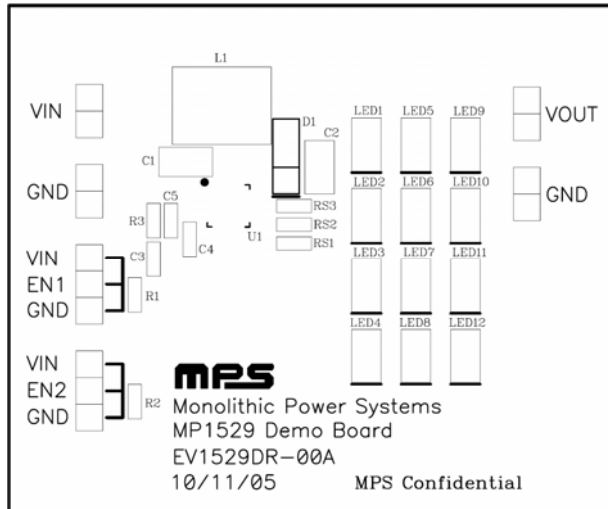 L1
VIN
LED1 LED5 LED9
VOUT
D1
C2
C1
GND
LED2 LED6 LED10
GND
C5
RS3
R3
RS2
U1
RS1
C4
VIN
C3
LED3 LED7 LED11
EN1
R1
GND
LED4 LED8 LED12
VIN
MPS
EN2
R2
GND
Monolithic Power Systems
MP1529 Demo Board
EV1529DR-00A
10/11/05 MPS Confidential